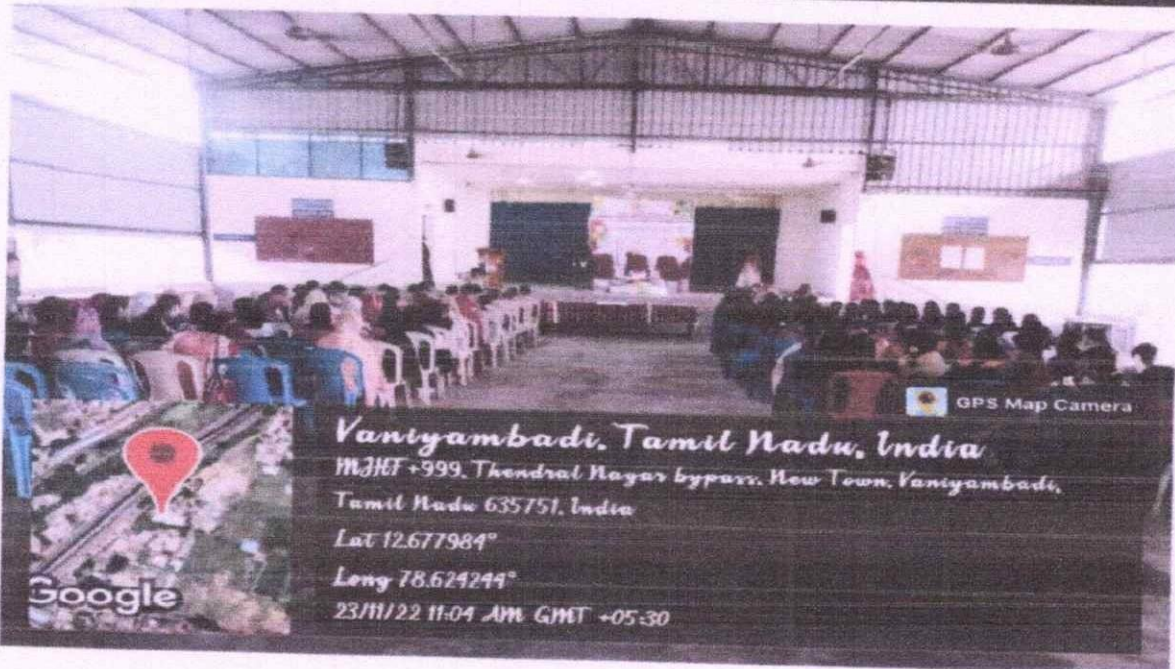 GPS Map Camera
Vaniyambadi, Tamil Nadu, India
MJHF+999, Thendral Nagar bypass, New Town, Vaniyambadi,
Tamil Nadu 635751, India
Lat 12.677984°
Long 78.624244°
23/11/22 11:04 AM GMT +05:30
Google